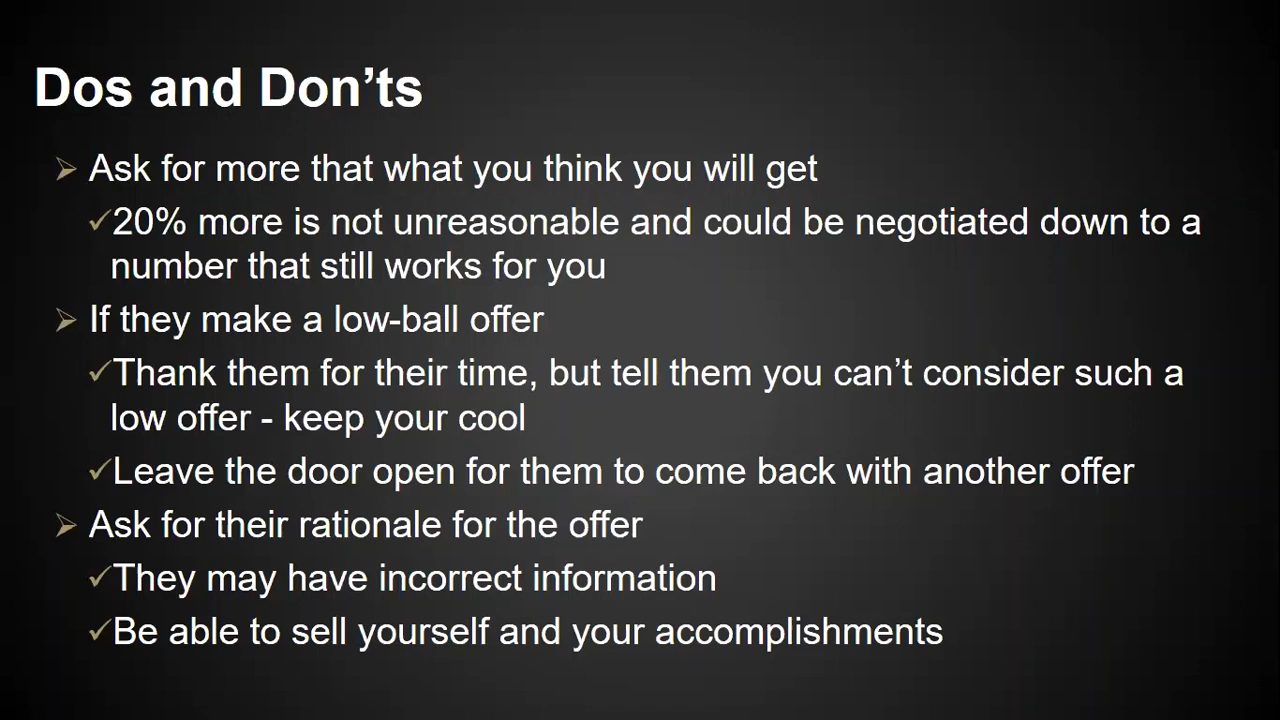 Dos and Don’ts
Ask for more that what you think you will get
20% more is not unreasonable and could be negotiated down to a
number that still works for you
If they make a low-ball offer
Thank them for their time, but tell them you can’t consider such a
low offer - keep your cool
Leave the door open for them to come back with another offer
Ask for their rationale for the offer
They may have incorrect information
Be able to sell yourself and your accomplishments